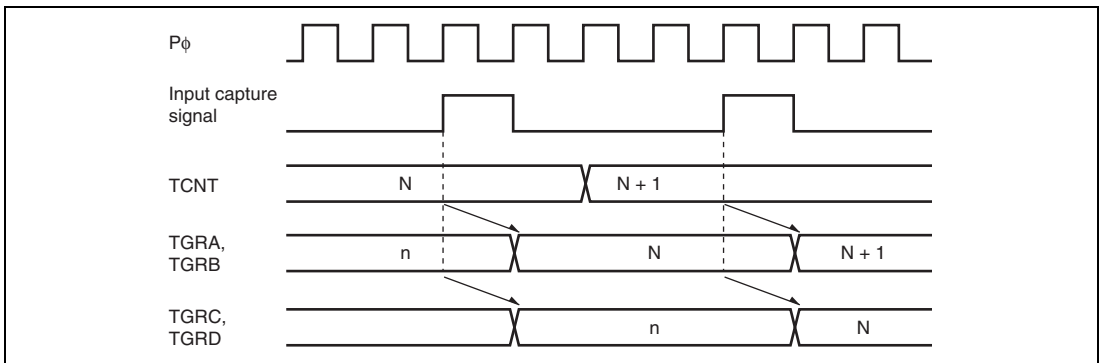 Pϕ
Input capture
signal
TCNT
N
N + 1
TGRA,
TGRB
n
N
N + 1
TGRC,
TGRD
n
N